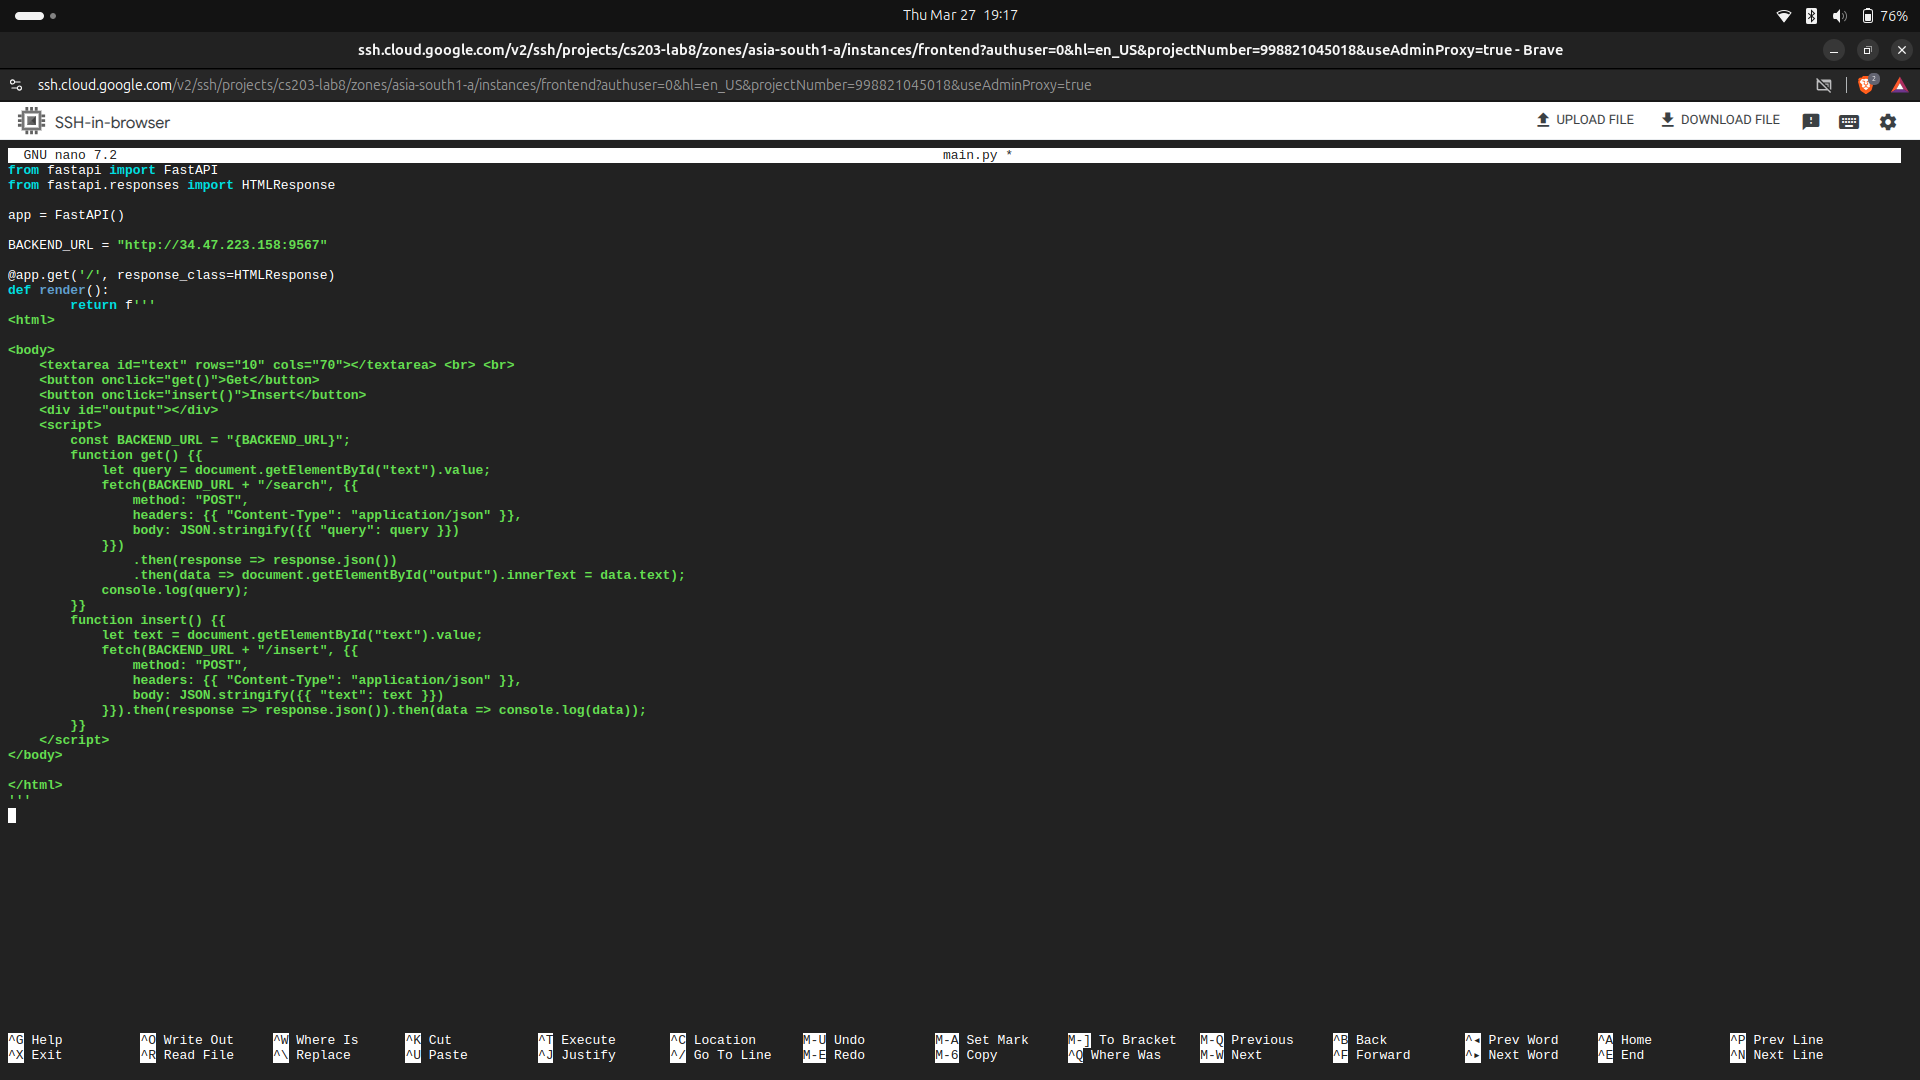 Thu Mar 27 19:17
76%
ssh.cloud.google.com/v2/ssh/projects/cs203-lab8/zones/asia-south1-a/instances/frontend?authuser=0&hl=en_US&projectNumber=998821045018&useAdminProxy=true - Brave
ssh.cloud.google.com/v2/ssh/projects/cs203-lab8/zones/asia-south1-a/instances/frontend?authuser=0&hl=en_US&projectNumber=998821045018&useAdminProxy=true
2
SSH-in-browser
UPLOAD FILE
DOWNLOAD FILE
GNU nano 7.2 main.py *
from fastapi import FastAPI
from fastapi.responses import HTMLResponse
app = FastAPI()
BACKEND_URL = "http://34.47.223.158:9567"
@app.get('/', response_class=HTMLResponse)
def render():
        return f'''
<html>
<body>
    <textarea id="text" rows="10" cols="70"></textarea> <br> <br>
    <button onclick="get()">Get</button>
    <button onclick="insert()">Insert</button>
    <div id="output"></div>
    <script>
        const BACKEND_URL = "{BACKEND_URL}";
        function get() {{
            let query = document.getElementById("text").value;
            fetch(BACKEND_URL + "/search", {{
                method: "POST",
                headers: {{ "Content-Type": "application/json" }},
                body: JSON.stringify({{ "query": query }})
            }})
                .then(response => response.json())
                .then(data => document.getElementById("output").innerText = data.text);
            console.log(query);
        }}
        function insert() {{
            let text = document.getElementById("text").value;
            fetch(BACKEND_URL + "/insert", {{
                method: "POST",
                headers: {{ "Content-Type": "application/json" }},
                body: JSON.stringify({{ "text": text }})
            }}).then(response => response.json()).then(data => console.log(data));
        }}
    </script>
</body>
</html>
'''
^G Help ^O Write Out ^W Where Is ^K Cut ^T Execute ^C Location M-U Undo M-A Set Mark M-] To Bracket M-Q Previous ^B Back ^◂ Prev Word ^A Home ^P Prev Line
^X Exit ^R Read File ^\ Replace ^U Paste ^J Justify ^/ Go To Line M-E Redo M-6 Copy ^Q Where Was M-W Next ^F Forward ^▸ Next Word ^E End ^N Next Line